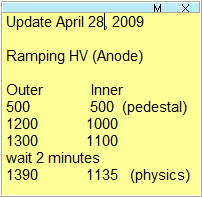 M X
Update April 28, 2009
Ramping HV (Anode)
Outer Inner
500 500 (pedestal)
1200 1000
1300 1100
wait 2 minutes
1390 1135 (physics)